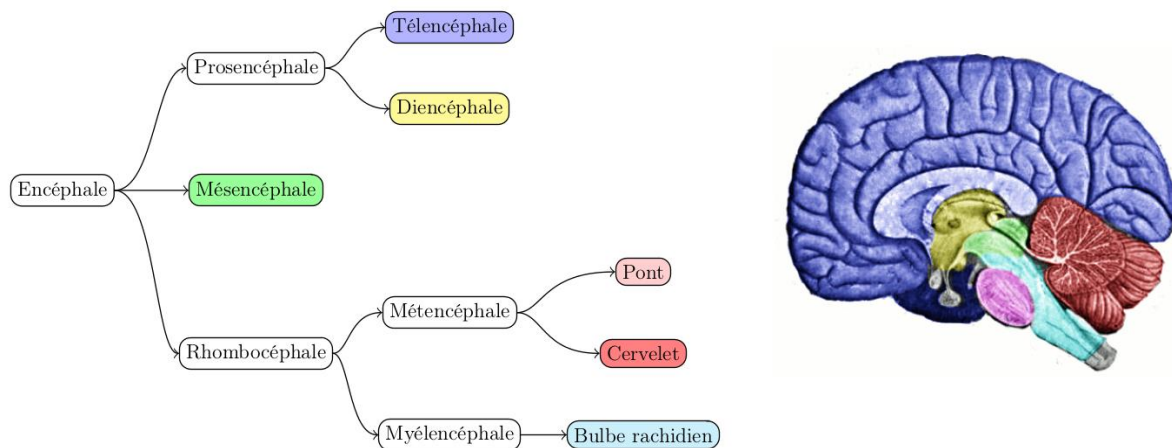 Télencéphale
Prosencéphale
Diencéphale
Encéphale
Mésencéphale
Pont
Métencéphale
Rhombocéphale
Cervelet
Myélencéphale
Bulbe rachidien